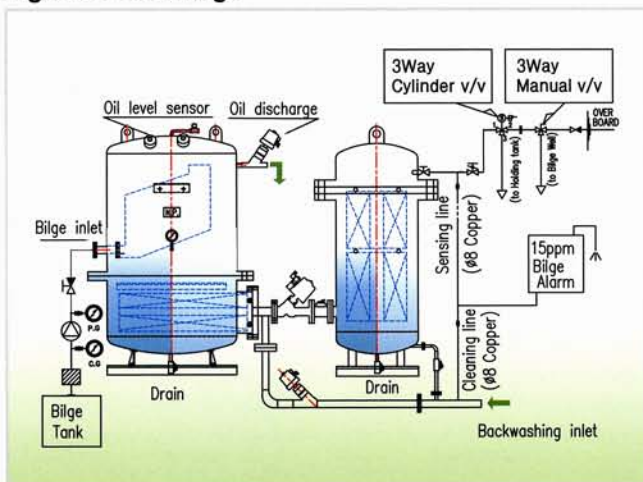 3Way
Cylinder v/v
3Way
Manual v/v
Oil level sensor
Oil discharge
OVER
BOARD
(to Holding tank)
(to Bilge Well)
Bilge inlet
Sensing line
(ø8 Copper)
15ppm
Bilge
Alarm
P.G
C.G
Cleaning line
(ø8 Copper)
Drain
Drain
Bilge
Tank
Backwashing inlet